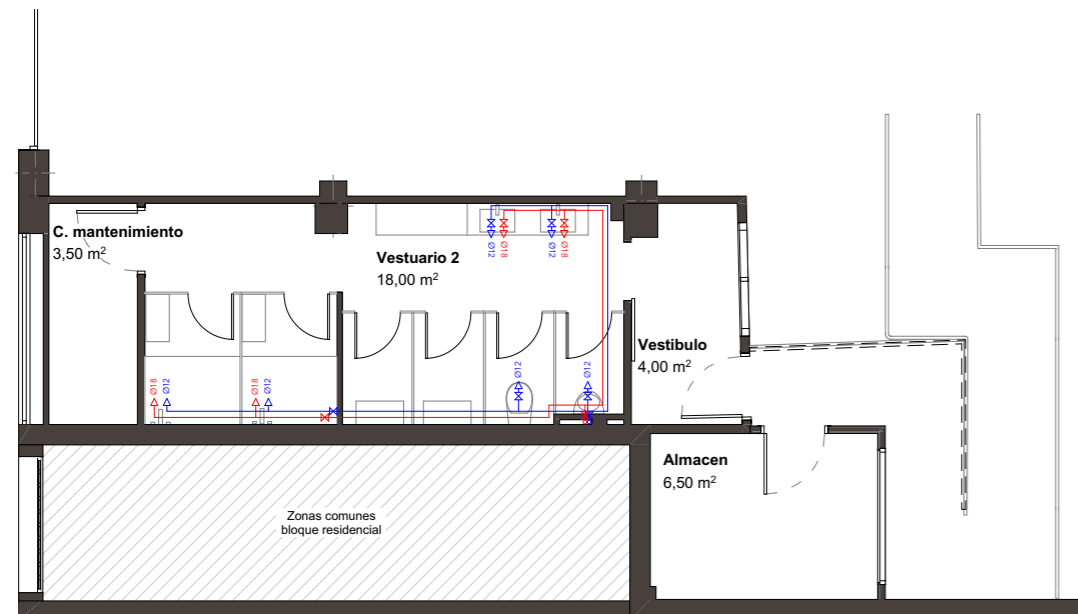 C. mantenimiento
3,50 m²
Vestuario 2
18,00 m²
Ø12
Ø18
Ø12
Ø18
Vestibulo
4,00 m²
Ø18
Ø12
Ø18
Ø12
Ø12
Ø12
Almacen
6,50 m²
Zonas comunes
bloque residencial